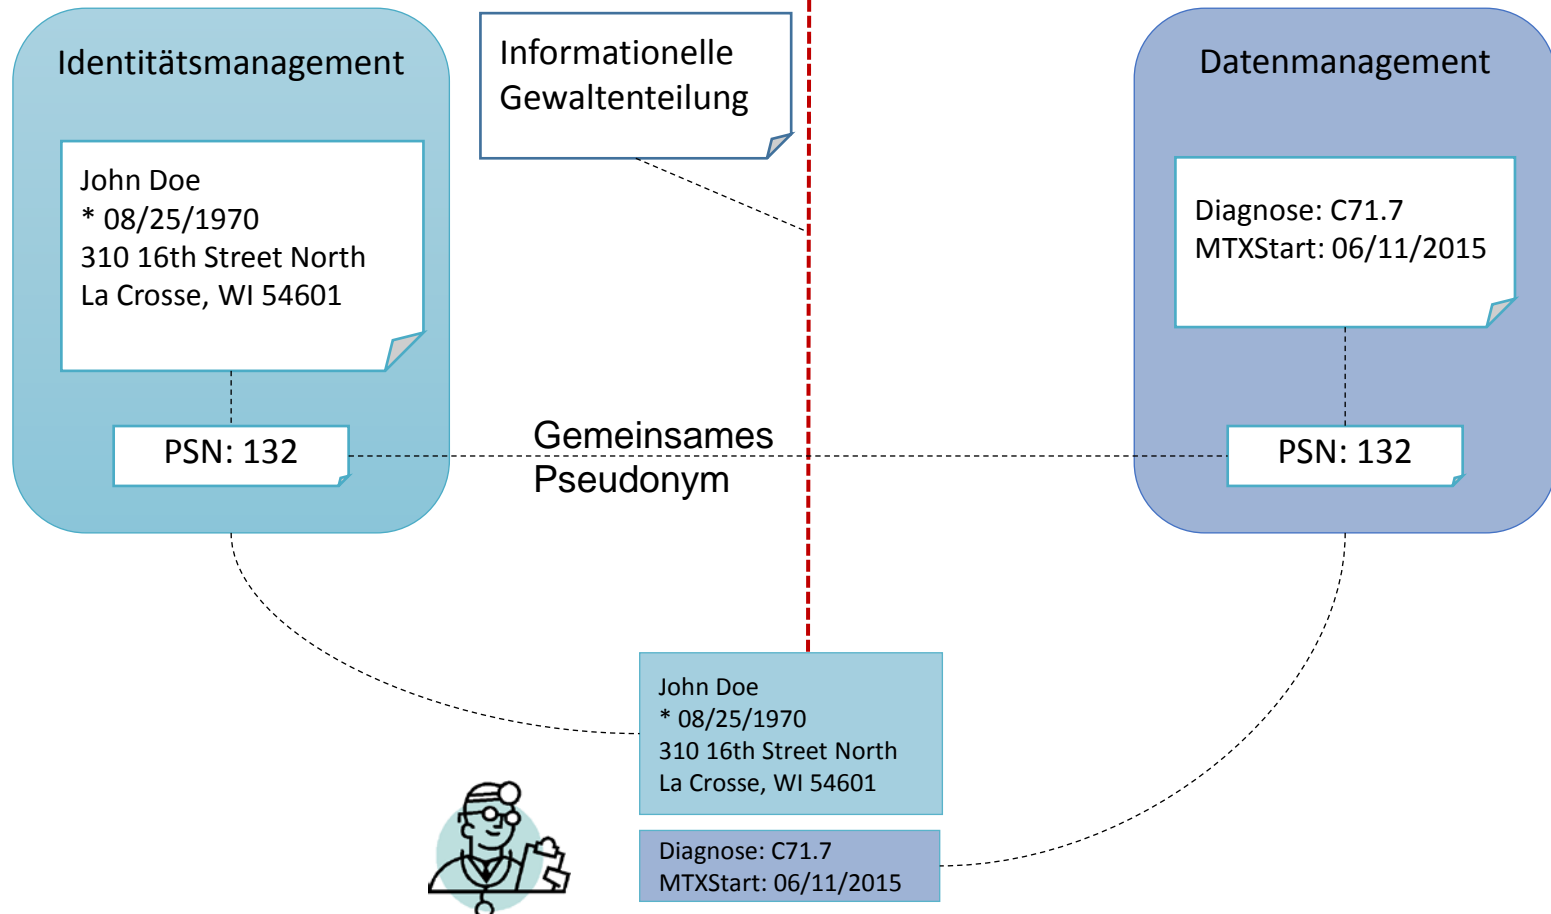 Identitätsmanagement
John Doe
* 08/25/1970
310 16th Street North
La Crosse, WI 54601
PSN: 132
Informationelle
Gewaltenteilung
Gemeinsames
Pseudonym
Datenmanagement
Diagnose: C71.7
MTXStart: 06/11/2015
PSN: 132
John Doe
* 08/25/1970
310 16th Street North
La Crosse, WI 54601
Diagnose: C71.7
MTXStart: 06/11/2015